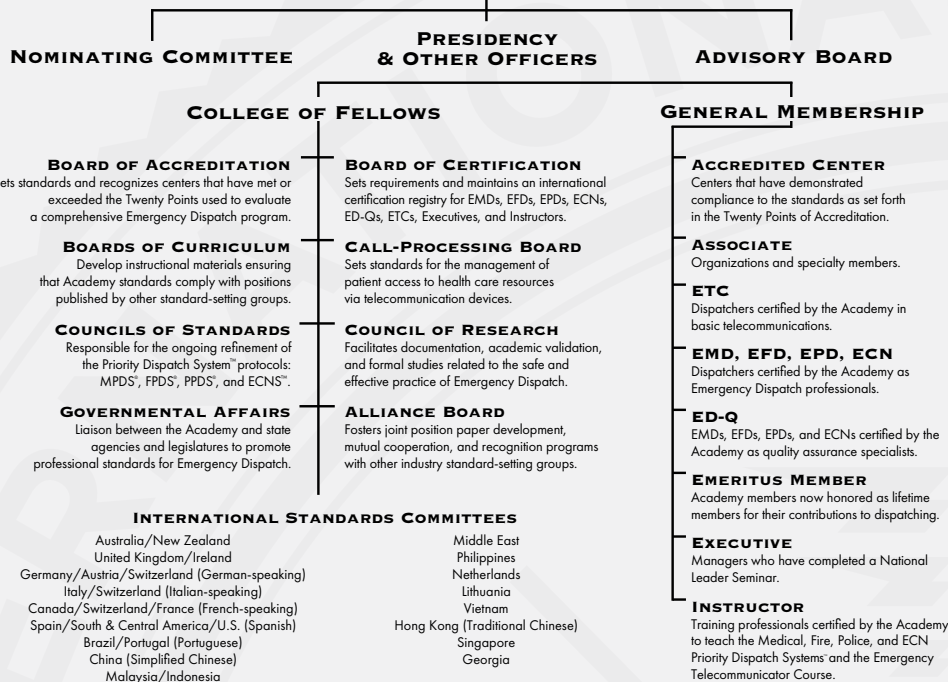 NOMINATING COMMITTEE
PRESIDENCY
& OTHER OFFICERS
ADVISORY BOARD
COLLEGE OF FELLOWS
GENERAL MEMBERSHIP
BOARD OF ACCREDITATION
ets standards and recognizes centers that have met or
exceeded the Twenty Points used to evaluate
a comprehensive Emergency Dispatch program.
BOARDS OF CURRICULUM
Develop instructional materials ensuring
that Academy standards comply with positions
published by other standard-setting groups.
COUNCILS OF STANDARDS
Responsible for the ongoing refinement of
the Priority Dispatch System™ protocols:
MPDS®, FPDS®, PPDS®, and ECNS™.
GOVERNMENTAL AFFAIRS
Liaison between the Academy and state
agencies and legislatures to promote
professional standards for Emergency Dispatch.
BOARD OF CERTIFICATION
Sets requirements and maintains an international
certification registry for EMDs, EFDs, EPDs, ECNs,
ED-Qs, ETCs, Executives, and Instructors.
CALL-PROCESSING BOARD
Sets standards for the management of
patient access to health care resources
via telecommunication devices.
COUNCIL OF RESEARCH
Facilitates documentation, academic validation,
and formal studies related to the safe and
effective practice of Emergency Dispatch.
ALLIANCE BOARD
Fosters joint position paper development,
mutual cooperation, and recognition programs
with other industry standard-setting groups.
INTERNATIONAL STANDARDS COMMITTEES
Australia/New Zealand
United Kingdom/Ireland
Germany/Austria/Switzerland (German-speaking)
Italy/Switzerland (Italian-speaking)
Canada/Switzerland/France (French-speaking)
Spain/South & Central America/U.S. (Spanish)
Brazil/Portugal (Portuguese)
China (Simplified Chinese)
Malaysia/Indonesia
Middle East
Philippines
Netherlands
Lithuania
Vietnam
Hong Kong (Traditional Chinese)
Singapore
Georgia
ACCREDITED CENTER
Centers that have demonstrated
compliance to the standards as set forth
in the Twenty Points of Accreditation.
ASSOCIATE
Organizations and specialty members.
ETC
Dispatchers certified by the Academy in
basic telecommunications.
EMD, EFD, EPD, ECN
Dispatchers certified by the Academy as
Emergency Dispatch professionals.
ED-Q
EMDs, EFDs, EPDs, and ECNs certified by the
Academy as quality assurance specialists.
EMERITUS MEMBER
Academy members now honored as lifetime
members for their contributions to dispatching.
EXECUTIVE
Managers who have completed a National
Leader Seminar.
INSTRUCTOR
Training professionals certified by the Academy
to teach the Medical, Fire, Police, and ECN
Priority Dispatch Systems™ and the Emergency
Telecommunicator Course.